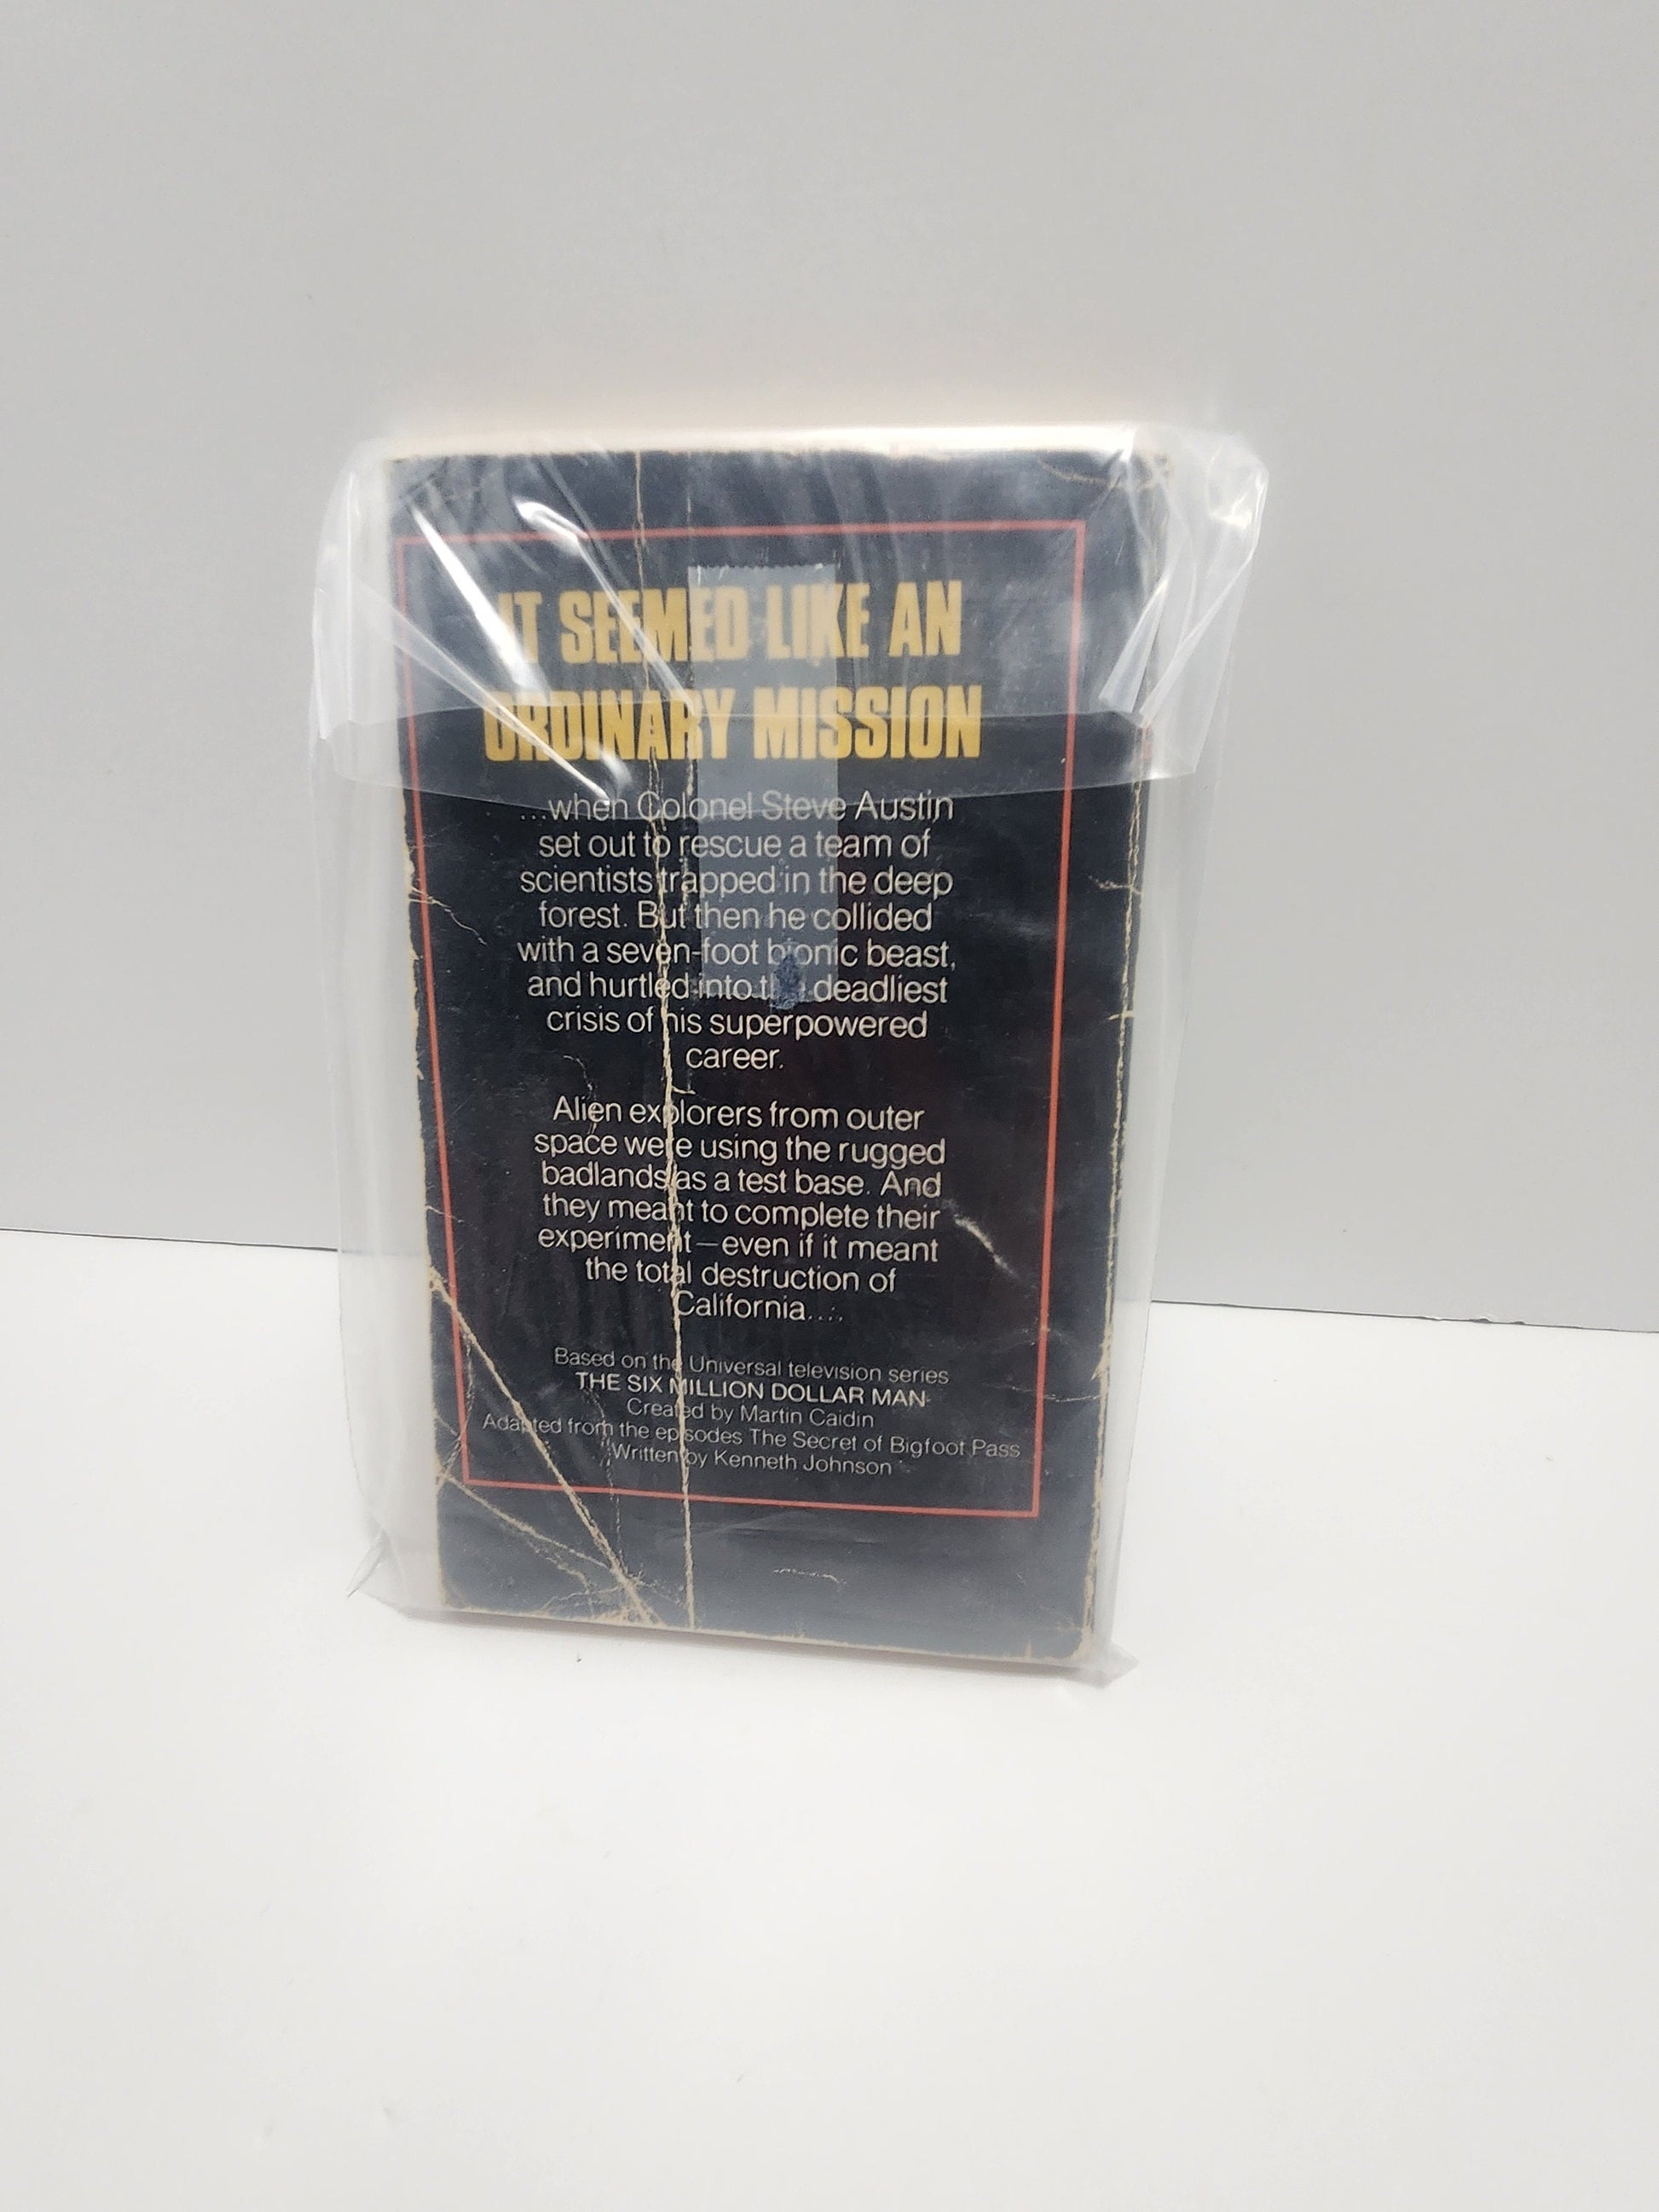 IT SEEMED LIKE AN
ORDINARY MISSION
...when Colonel Steve Austin
set out to rescue a team of
scientists trapped in the deep
forest. But then he collided
with a seven-foot bionic beast,
and hurtled into the deadliest
crisis of his superpowered
career.
Alien explorers from outer
space were using the rugged
badlands as a test base. And
they meant to complete their
experiment—even if it meant
the total destruction of
California....
Based on the Universal television series
THE SIX MILLION DOLLAR MAN
Created by Martin Caidin
Adapted from the episodes The Secret of Bigfoot Pass
Written by Kenneth Johnson